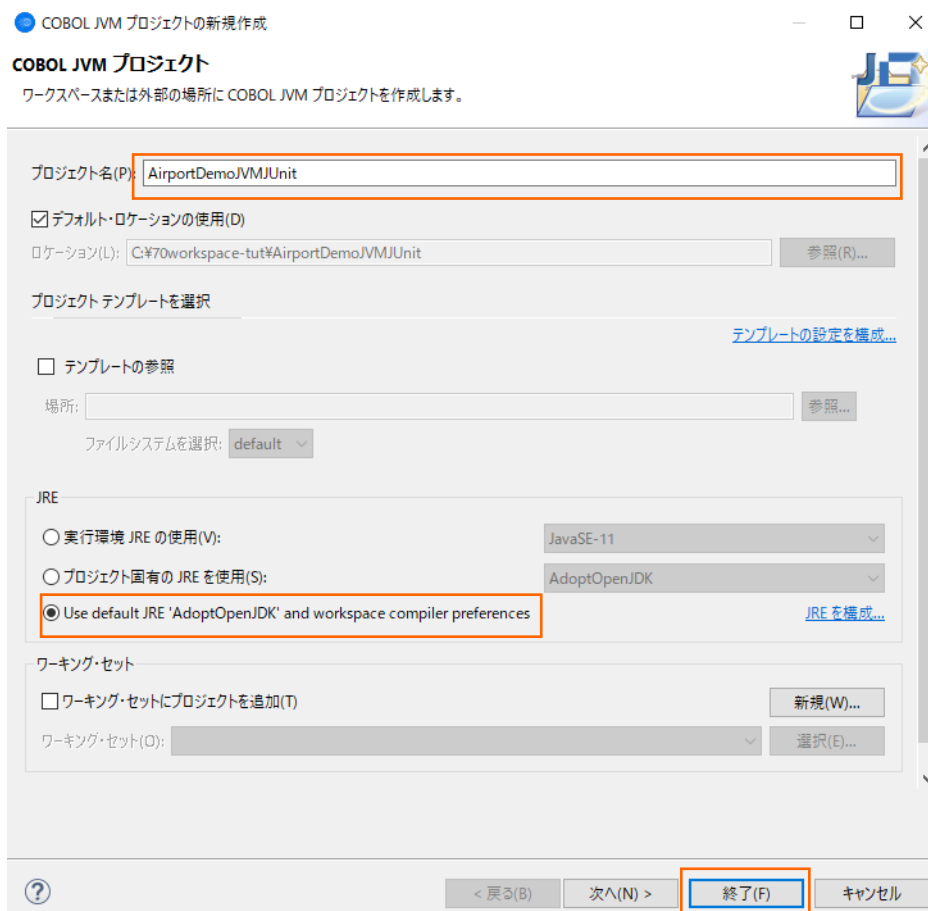 COBOL JVM プロジェクトの新規作成
COBOL JVM プロジェクト
ワークスペースまたは外部の場所に COBOL JVM プロジェクトを作成します。
プロジェクト名(P): AirportDemoJVMJUnit
デフォルト・ロケーションの使用(D)
ロケーション(L): C:¥70workspace-tut¥AirportDemoJVMJUnit 参照(R)...
プロジェクト テンプレートを選択
テンプレートの設定を構成...
テンプレートの参照
場所: 参照...
ファイルシステムを選択: default
JRE
実行環境 JRE の使用(V): JavaSE-11
プロジェクト固有の JRE を使用(S): AdoptOpenJDK
Use default JRE 'AdoptOpenJDK' and workspace compiler preferences JRE を構成...
ワーキング・セット
ワーキング・セットにプロジェクトを追加(T) 新規(W)...
ワーキング・セット(O): 選択(E)...
? < 戻る(B) 次へ(N) > 終了(F) キャンセル